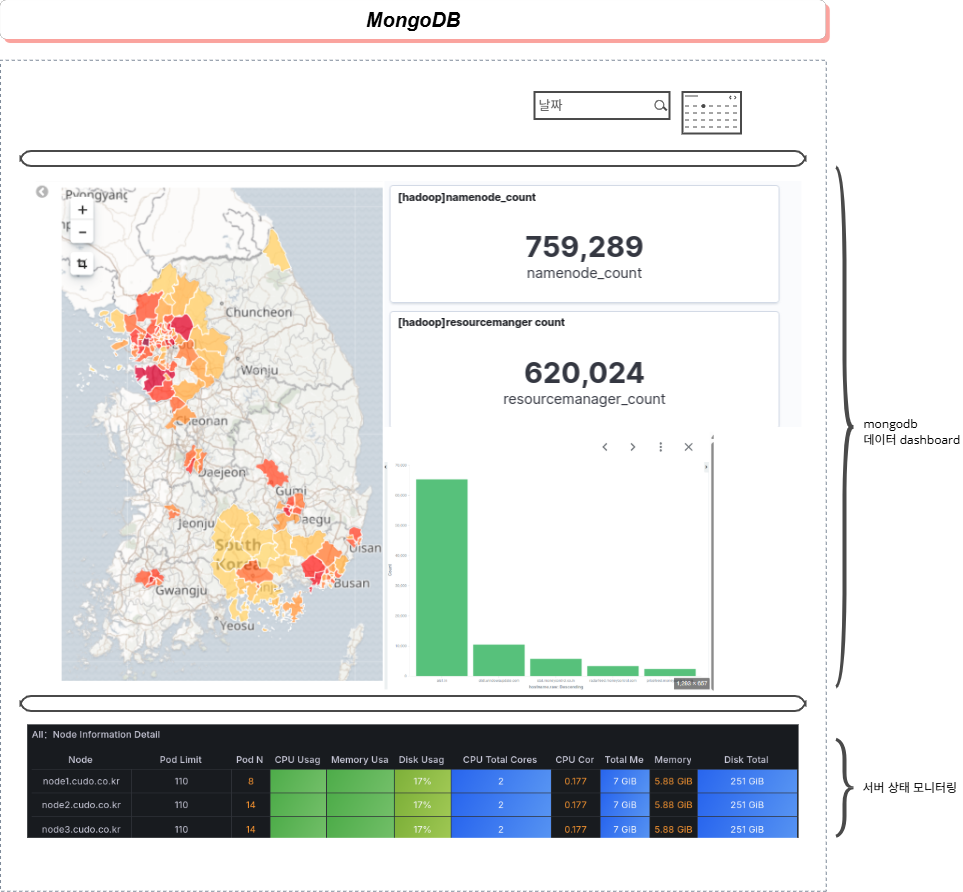 MongoDB
날짜
Pyongyang
+
−
Chuncheon
Wonju
Cheonan
Daejeon
Gumi
Jeonju
Daegu
South
Korea
Ulsan
Gwangju
Busan
Yeosu
[hadoop]namenode_count
759,289
namenode_count
[hadoop]resourcemanger count
620,024
resourcemanager_count
mongodb
데이터 dashboard
1,293 × 667
All: Node Information Detail
Node Pod Limit Pod N CPU Usag Memory Usa Disk Usag CPU Total Cores CPU Cor Total Me Memory Disk Total
node1.cudo.co.kr 110 8 17% 2 0.177 7 GiB 5.88 GiB 251 GiB
node2.cudo.co.kr 110 14 17% 2 0.177 7 GiB 5.88 GiB 251 GiB
node3.cudo.co.kr 110 14 17% 2 0.177 7 GiB 5.88 GiB 251 GiB
서버 상태 모니터링